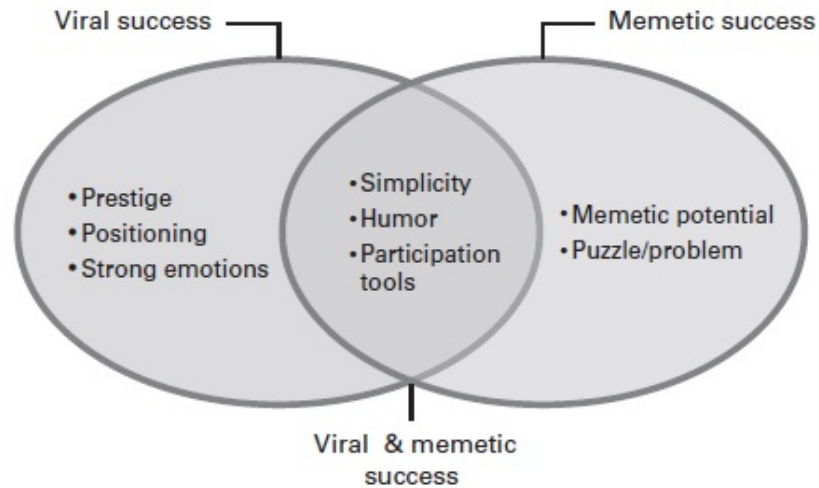 Viral success
Memetic success
• Prestige
• Positioning
• Strong emotions
• Simplicity
• Humor
• Participation
tools
• Memetic potential
• Puzzle/problem
Viral & memetic
success